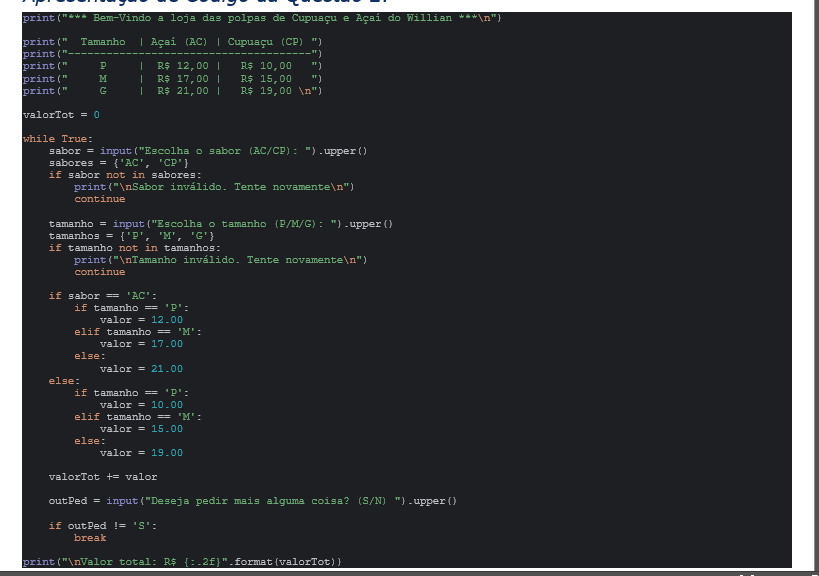 Apresentação de Código da Questão 2:
print("*** Bem-Vindo a loja das polpas de Cupuaçu e Açaí do Willian ***\n")
print("  Tamanho  | Açaí (AC) | Cupuaçu (CP) ")
print("--------------------------------------")
print("     P     |  R$ 12,00 |   R$ 10,00   ")
print("     M     |  R$ 17,00 |   R$ 15,00   ")
print("     G     |  R$ 21,00 |   R$ 19,00 \n")
valorTot = 0
while True:
    sabor = input("Escolha o sabor (AC/CP): ").upper()
    sabores = {'AC', 'CP'}
    if sabor not in sabores:
        print("\nSabor inválido. Tente novamente\n")
        continue
    tamanho = input("Escolha o tamanho (P/M/G): ").upper()
    tamanhos = {'P', 'M', 'G'}
    if tamanho not in tamanhos:
        print("\nTamanho inválido. Tente novamente\n")
        continue
    if sabor == 'AC':
        if tamanho == 'P':
            valor = 12.00
        elif tamanho == 'M':
            valor = 17.00
        else:
            valor = 21.00
    else:
        if tamanho == 'P':
            valor = 10.00
        elif tamanho == 'M':
            valor = 15.00
        else:
            valor = 19.00
    valorTot += valor
    outPed = input("Deseja pedir mais alguma coisa? (S/N) ").upper()
    if outPed != 'S':
        break
print("\nValor total: R$ {:.2f}".format(valorTot))